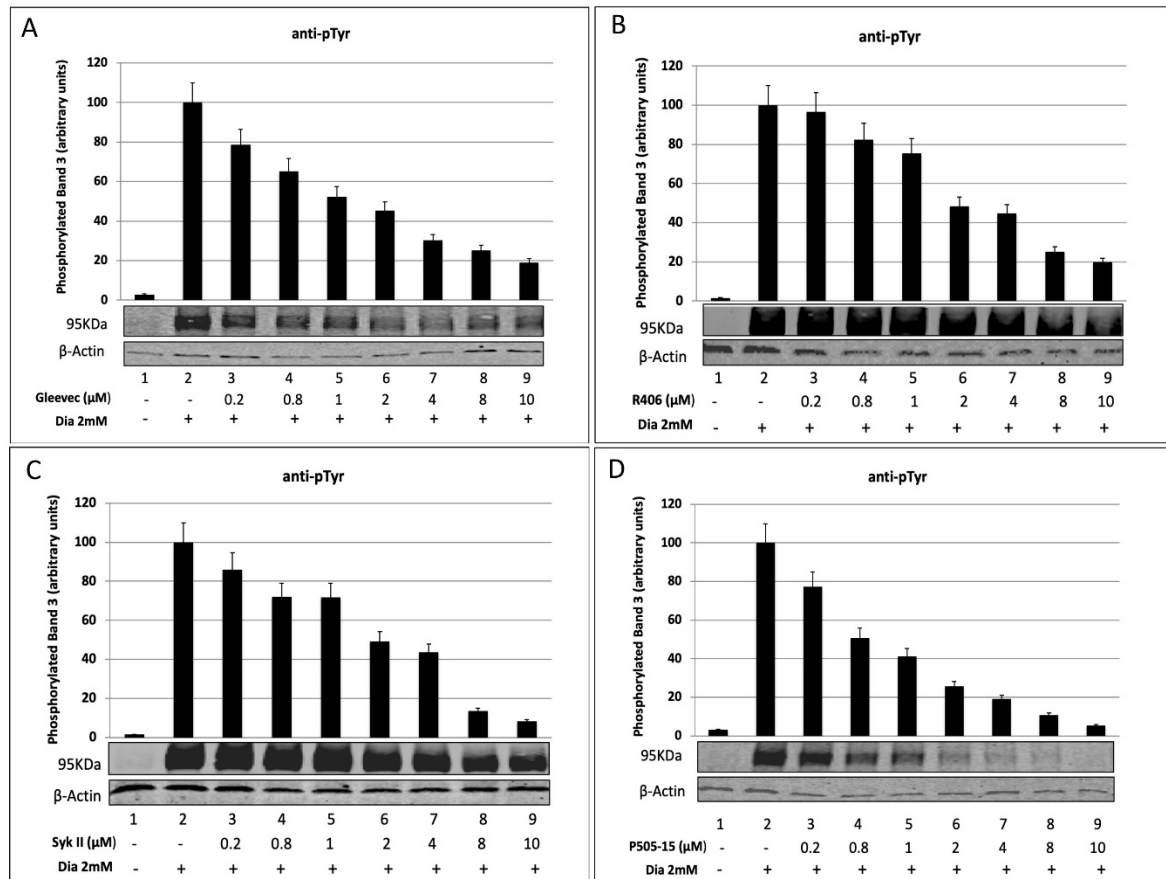 A
anti-pTyr
Phosphorylated Band 3 (arbitrary units)
120
100
80
60
40
20
0
95KDa
β-Actin
1 2 3 4 5 6 7 8 9
Gleevec (μM) - - 0.2 0.8 1 2 4 8 10
Dia 2mM - + + + + + + + +
B
anti-pTyr
Phosphorylated Band 3 (arbitrary units)
120
100
80
60
40
20
0
95KDa
β-Actin
1 2 3 4 5 6 7 8 9
R406 (μM) - - 0.2 0.8 1 2 4 8 10
Dia 2mM - + + + + + + + +
C
anti-pTyr
Phosphorylated Band 3 (arbitrary units)
120
100
80
60
40
20
0
95KDa
β-Actin
1 2 3 4 5 6 7 8 9
Syk II (μM) - - 0.2 0.8 1 2 4 8 10
Dia 2mM - + + + + + + + +
D
anti-pTyr
Phosphorylated Band 3 (arbitrary units)
120
100
80
60
40
20
0
95KDa
β-Actin
1 2 3 4 5 6 7 8 9
P505-15 (μM) - - 0.2 0.8 1 2 4 8 10
Dia 2mM - + + + + + + + +